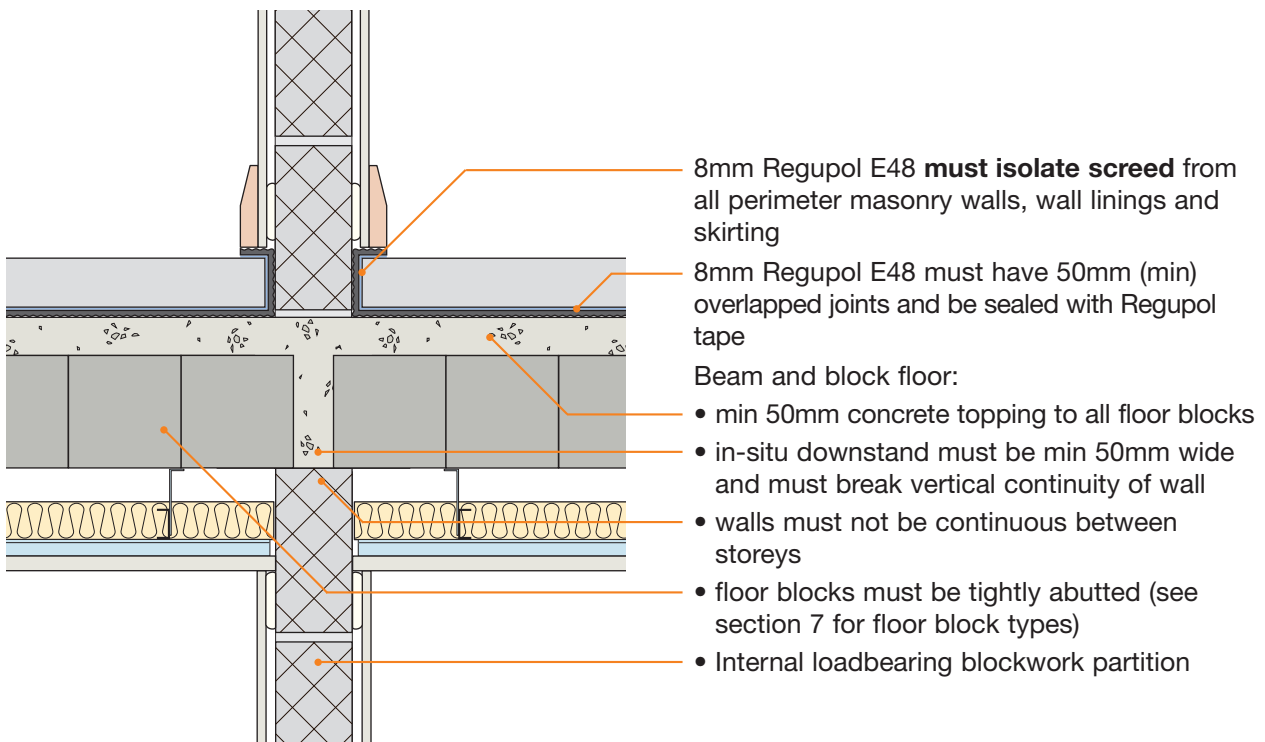 8mm Regupol E48 must isolate screed from
all perimeter masonry walls, wall linings and
skirting
8mm Regupol E48 must have 50mm (min)
overlapped joints and be sealed with Regupol
tape
Beam and block floor:
• min 50mm concrete topping to all floor blocks
• in-situ downstand must be min 50mm wide
and must break vertical continuity of wall
• walls must not be continuous between
storeys
• floor blocks must be tightly abutted (see
section 7 for floor block types)
• Internal loadbearing blockwork partition